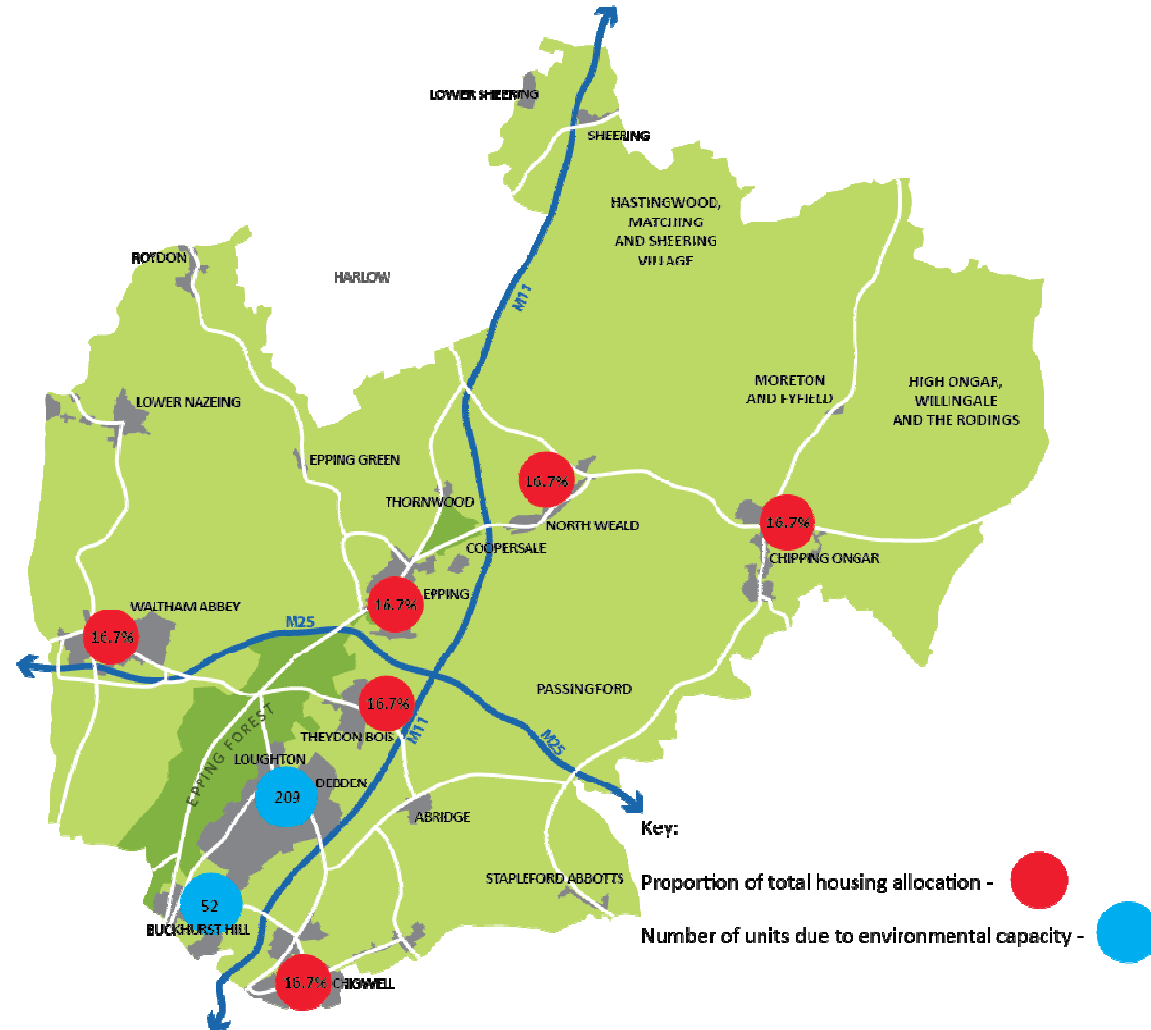 LOWER SHEERING
SHEERING
HASTINGWOOD,
MATCHING
AND SHEERING
VILLAGE
ROYDON
HARLOW
M11
MORETON
AND FYFIELD
HIGH ONGAR,
WILLINGALE
AND THE RODINGS
LOWER NAZEING
EPPING GREEN
THORNWOOD
16.7%
NORTH WEALD
16.7%
CHIPPING ONGAR
COOPERSALE
16.7%
EPPING
WALTHAM ABBEY
16.7%
M25
PASSINGFORD
16.7%
THEYDON BOIS
M11
M25
EPPING FOREST
LOUGHTON
DEBDEN
209
ABRIDGE
STAPLEFORD ABBOTTS
52
BUCKHURST HILL
16.7%
CHIGWELL
Key:
Proportion of total housing allocation -
Number of units due to environmental capacity -